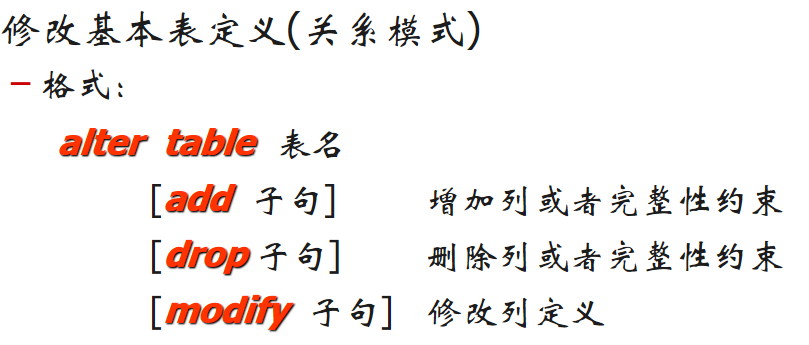 修改基本表定义(关系模式)
– 格式：
alter table 表名
[add 子句] 增加列或者完整性约束
[drop 子句] 删除列或者完整性约束
[modify 子句] 修改列定义